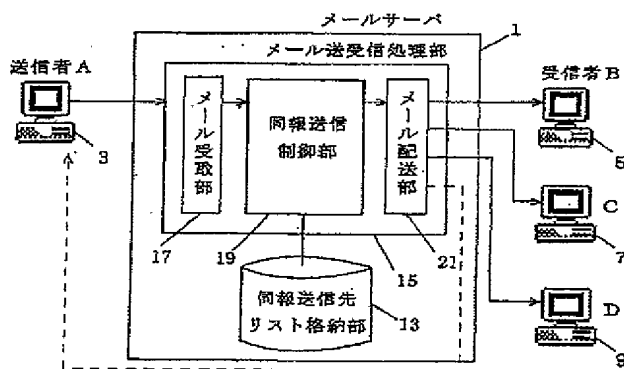 メールサーバ
1
メール送受信処理部
送信者A
3
メール受取部
17
同報送信
制御部
19
メール配送部
21
15
同報送信先
リスト格納部
13
受信者B
5
C
7
D
9